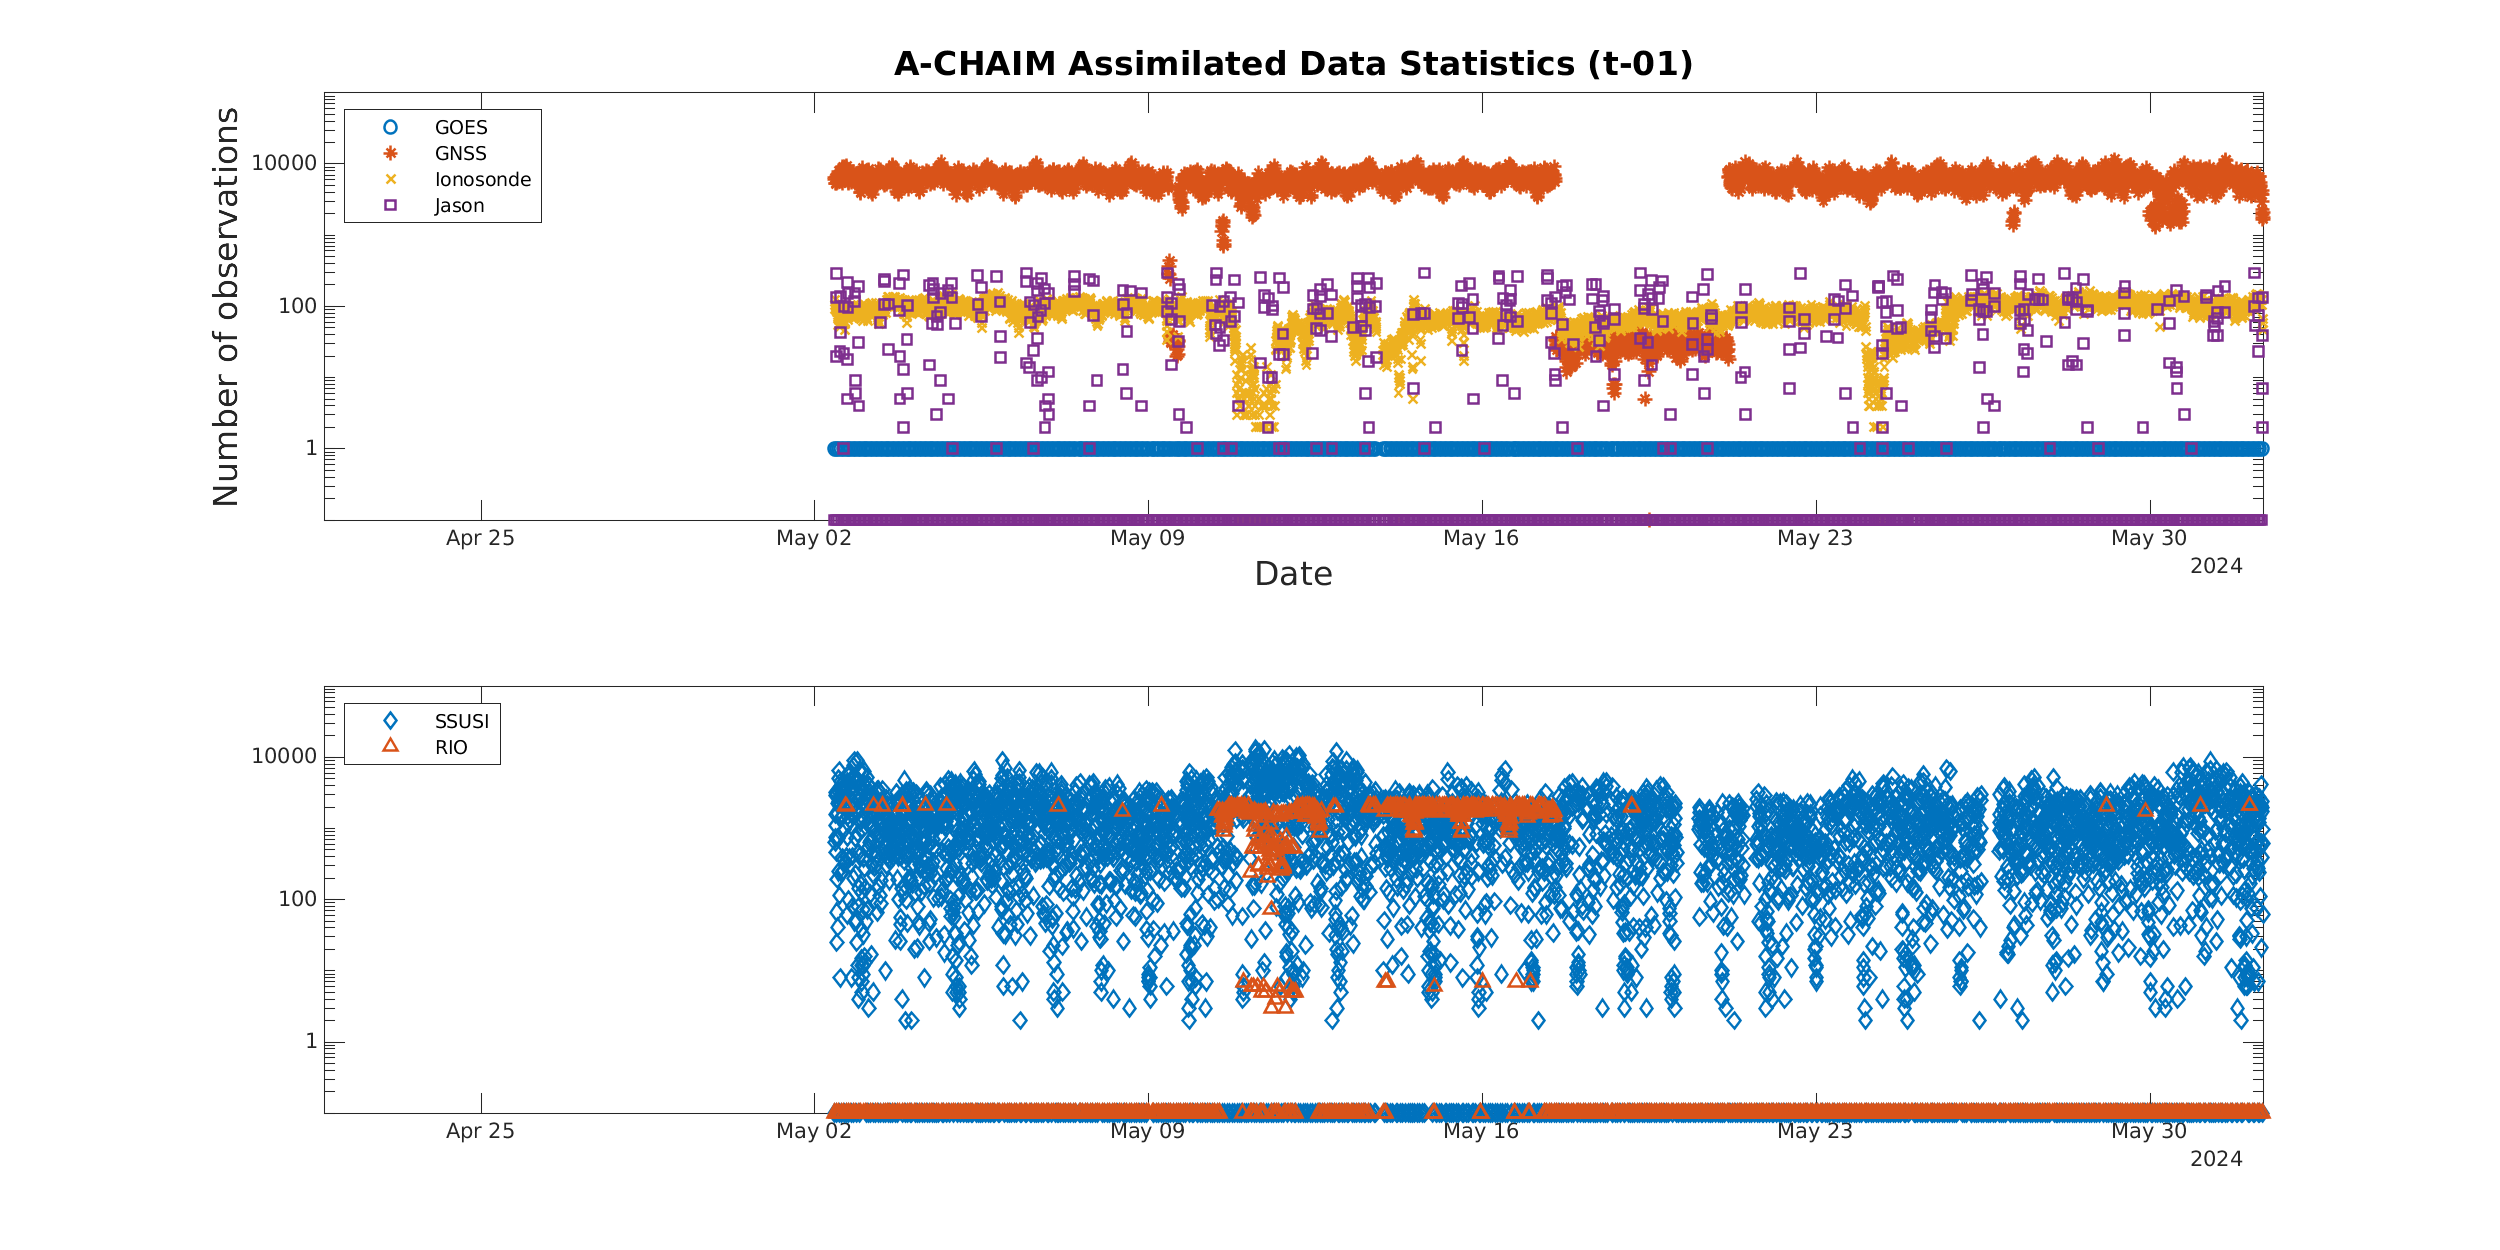 A-CHAIM Assimilated Data Statistics (t-01)
Number of observations
10000
100
1
GOES
GNSS
Ionosonde
Jason
Apr 25
May 02
May 09
May 16
May 23
May 30
2024
Date
10000
100
1
SSUSI
RIO
Apr 25
May 02
May 09
May 16
May 23
May 30
2024